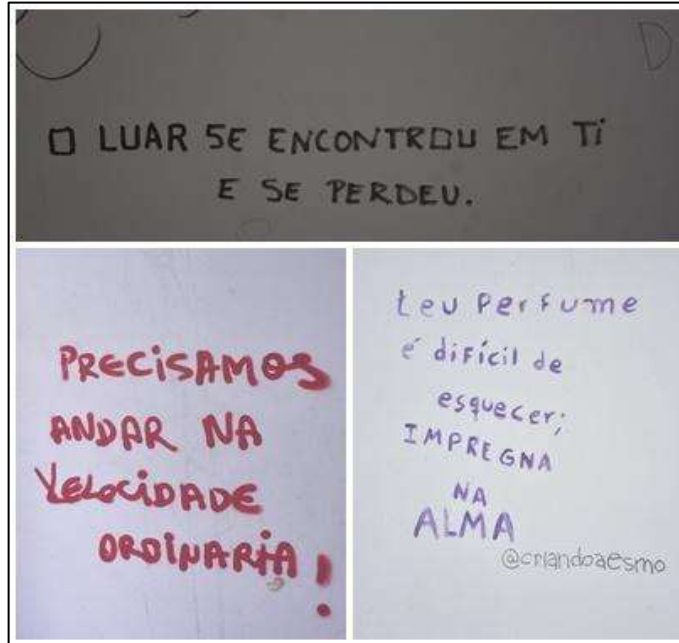 O LUAR SE ENCONTROU EM TI
E SE PERDEU.
PRECISAMOS
ANDAR NA
VELOCIDADE
ORDINARIA!
teu perfume
é difícil de
esquecer;
IMPREGNA
NA
ALMA
@criandoaesmo